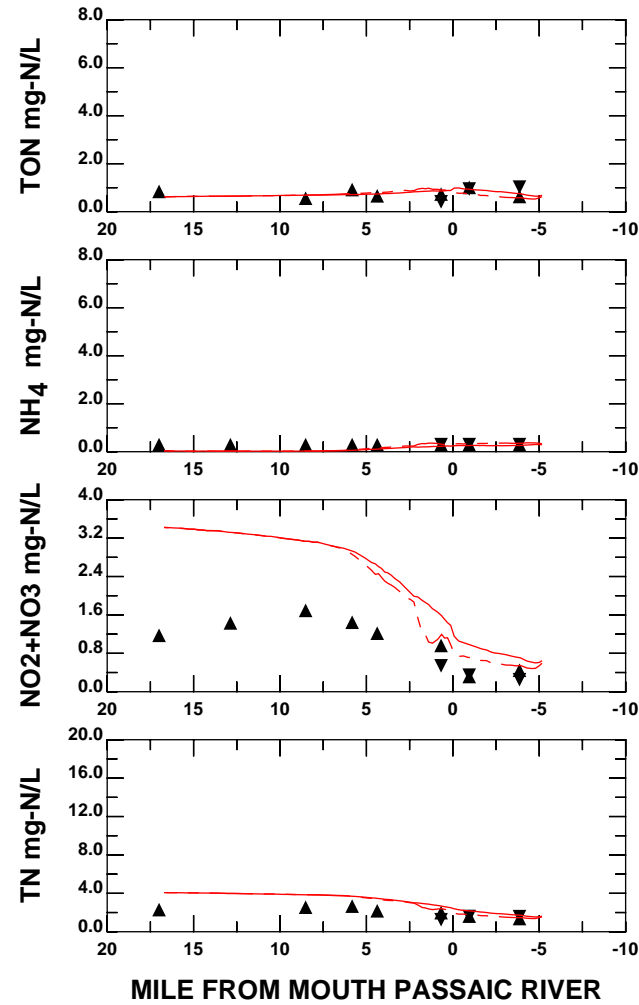 TON mg-N/L
8.0
6.0
4.0
2.0
0.0
20 15 10 5 0 -5 -10
NH4 mg-N/L
8.0
6.0
4.0
2.0
0.0
20 15 10 5 0 -5 -10
NO2+NO3 mg-N/L
4.0
3.2
2.4
1.6
0.8
0.0
20 15 10 5 0 -5 -10
TN mg-N/L
20.0
16.0
12.0
8.0
4.0
0.0
20 15 10 5 0 -5 -10
MILE FROM MOUTH PASSAIC RIVER